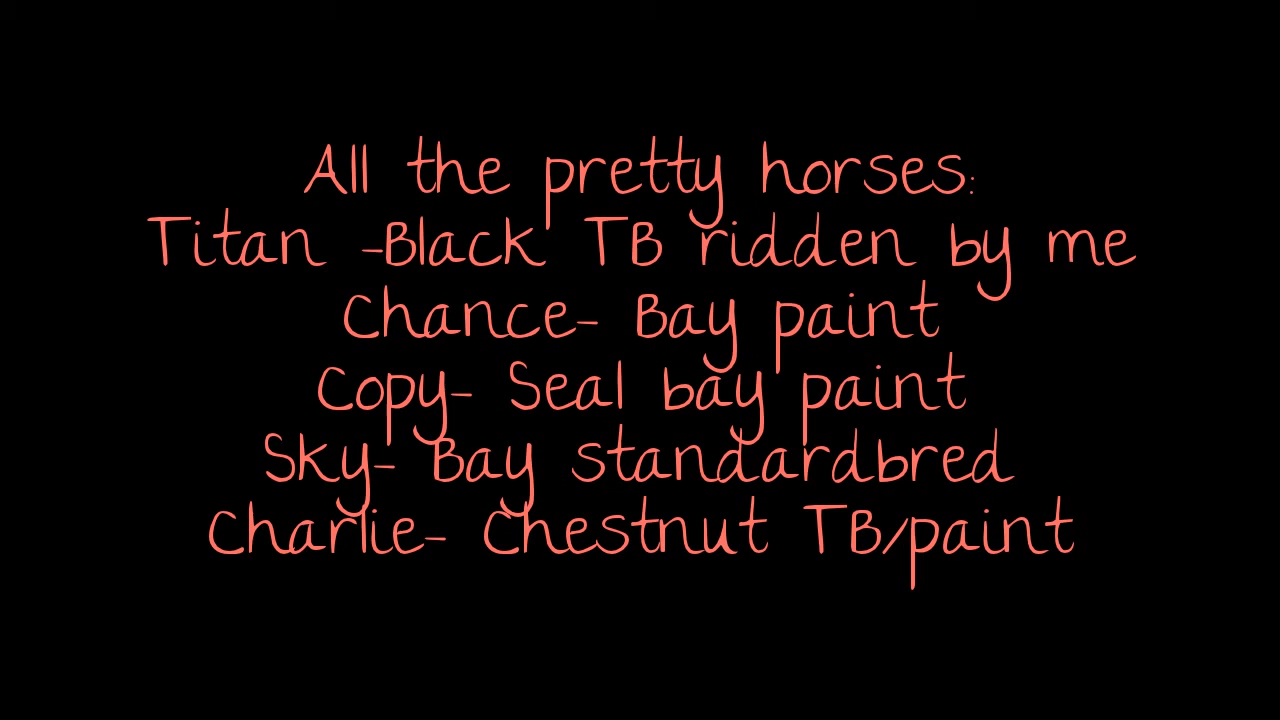 All the pretty horses:
Titan -Black TB ridden by me
Chance- Bay paint
Copy- Seal bay paint
Sky- Bay standardbred
Charlie- Chestnut TB/paint